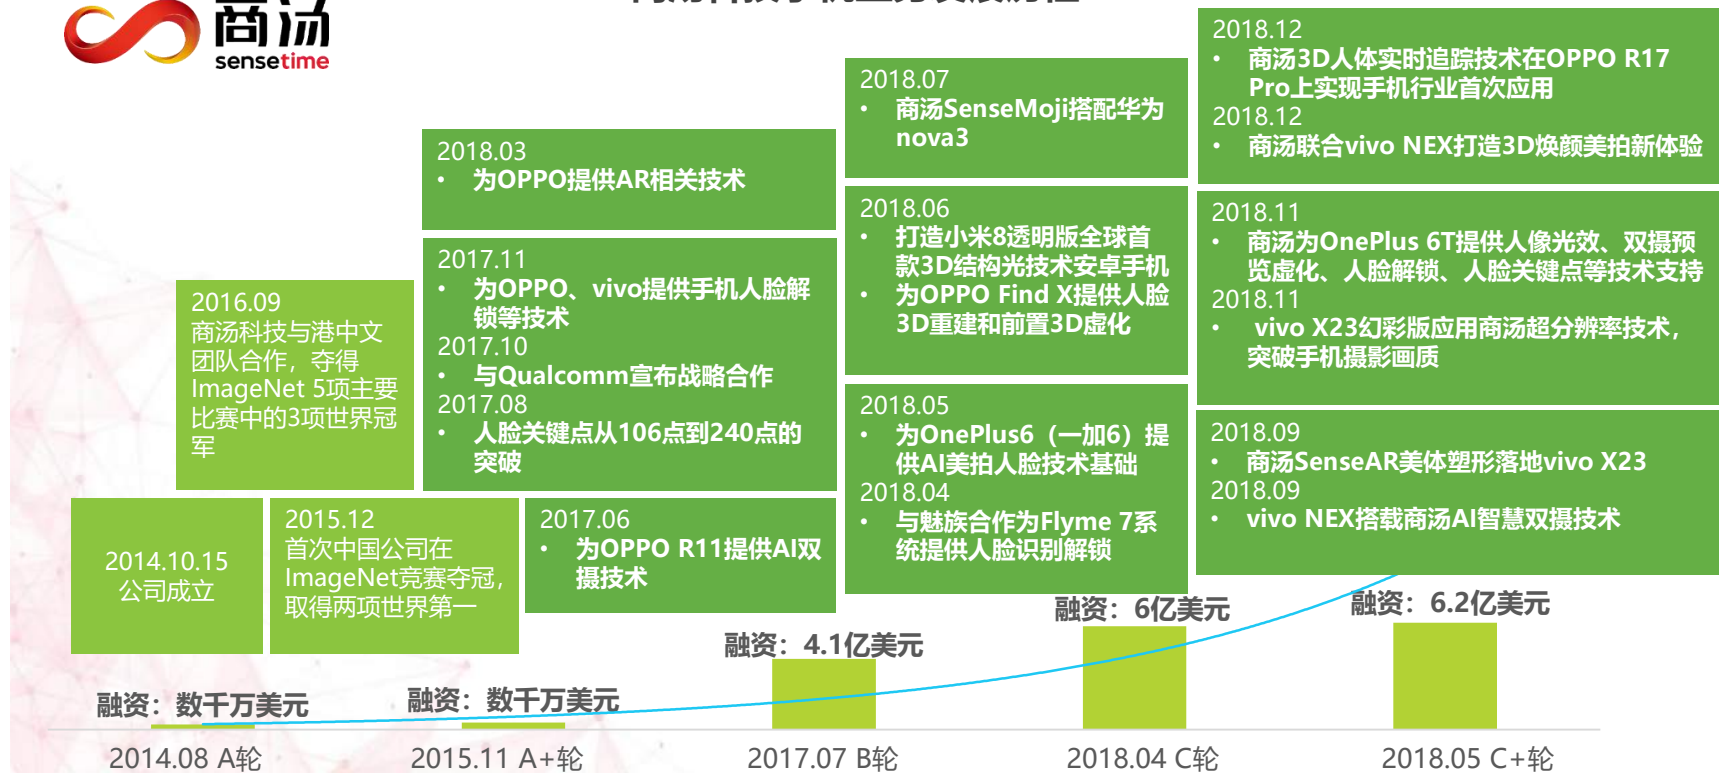 商汤
sensetime
2014.10.15
公司成立
2016.09
商汤科技与港中文
团队合作，夺得
ImageNet 5项主要
比赛中的3项世界冠
军
2015.12
首次中国公司在
ImageNet竞赛夺冠，
取得两项世界第一
2018.03
• 为OPPO提供AR相关技术
2017.11
• 为OPPO、vivo提供手机人脸解
锁等技术
2017.10
• 与Qualcomm宣布战略合作
2017.08
• 人脸关键点从106点到240点的
突破
2017.06
• 为OPPO R11提供AI双
摄技术
2018.07
• 商汤SenseMoji搭配华为
nova3
2018.06
• 打造小米8透明版全球首
款3D结构光技术安卓手机
• 为OPPO Find X提供人脸
3D重建和前置3D虚化
2018.05
• 为OnePlus6（一加6）提
供AI美拍人脸技术基础
2018.04
• 与魅族合作为Flyme 7系
统提供人脸识别解锁
2018.12
• 商汤3D人体实时追踪技术在OPPO R17
Pro上实现手机行业首次应用
2018.12
• 商汤联合vivo NEX打造3D焕颜美拍新体验
2018.11
• 商汤为OnePlus 6T提供人像光效、双摄预
览虚化、人脸解锁、人脸关键点等技术支持
2018.11
• vivo X23幻彩版应用商汤超分辨率技术，
突破手机摄影画质
2018.09
• 商汤SenseAR美体塑形落地vivo X23
2018.09
• vivo NEX搭载商汤AI智慧双摄技术
融资：数千万美元
融资：数千万美元
融资：4.1亿美元
融资：6亿美元
融资：6.2亿美元
2014.08 A轮
2015.11 A+轮
2017.07 B轮
2018.04 C轮
2018.05 C+轮